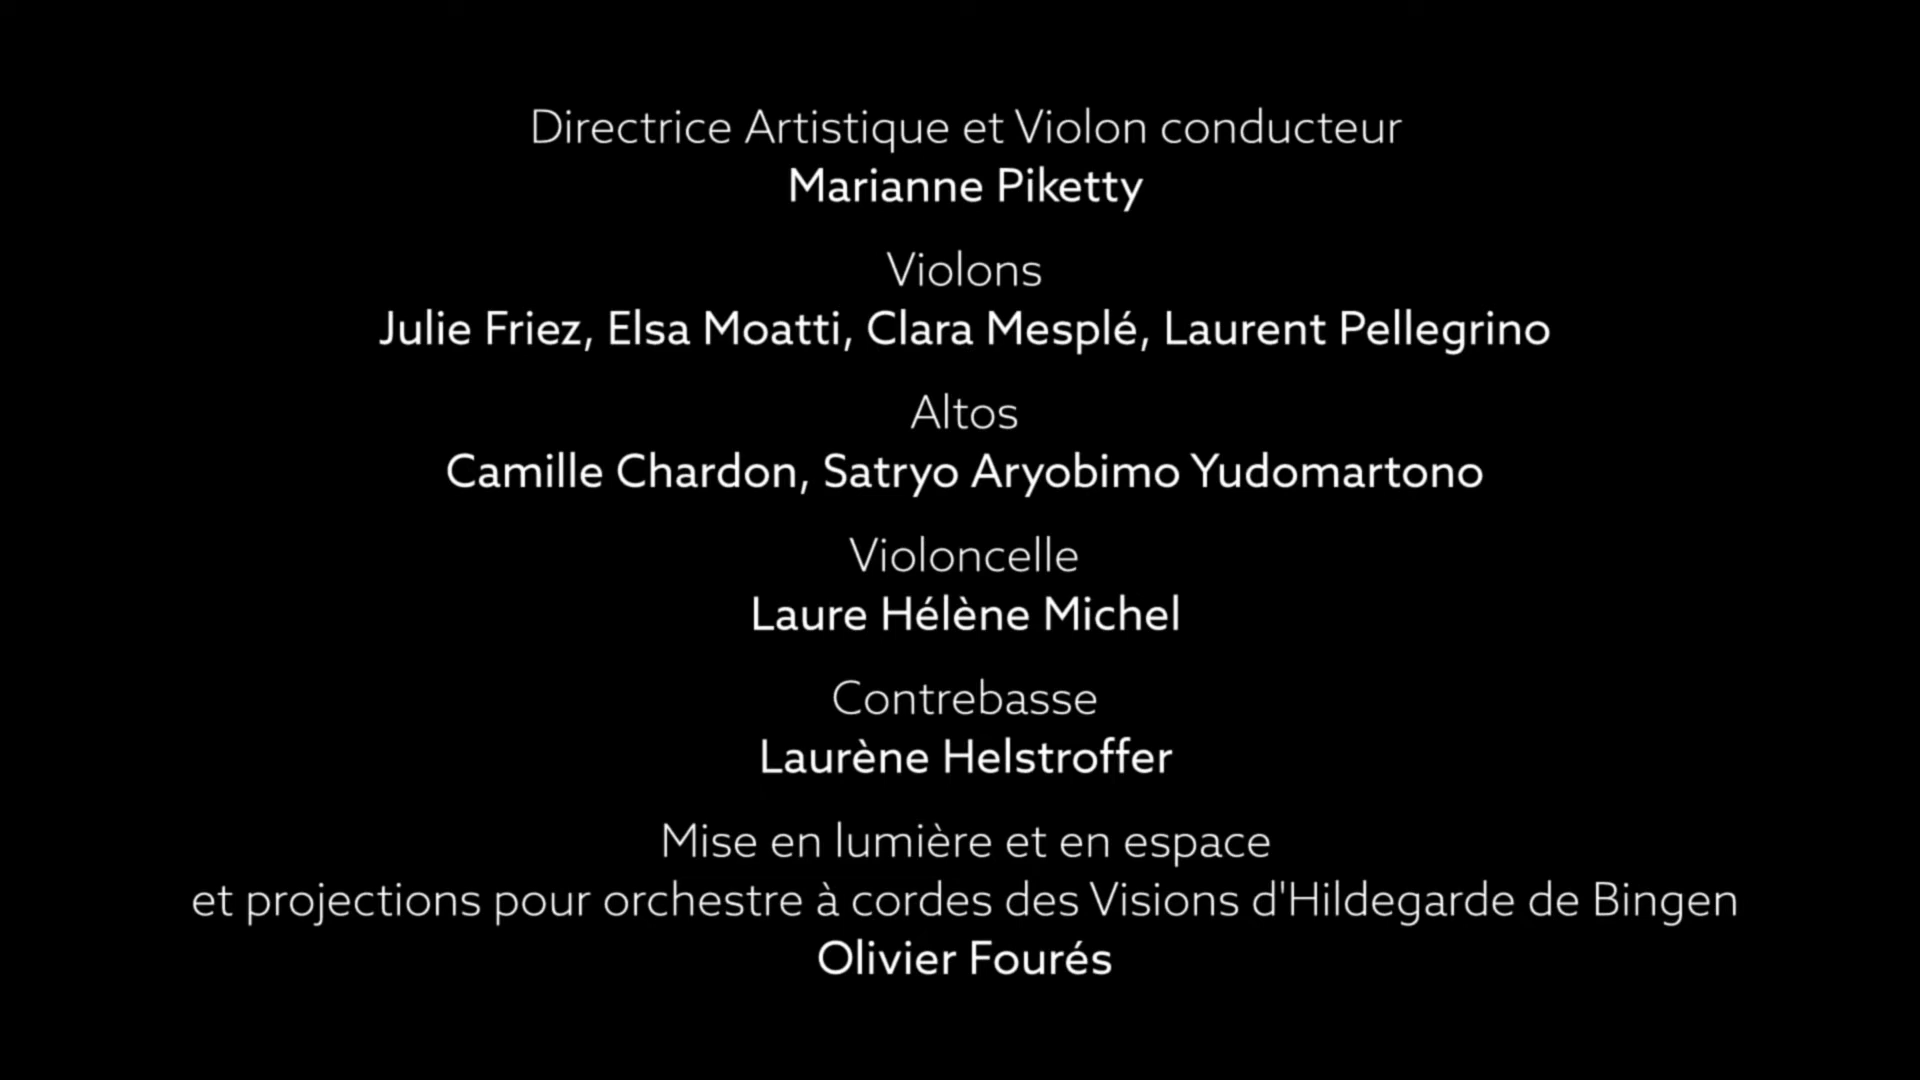 Directrice Artistique et Violon conducteur
Marianne Piketty
Violons
Julie Friez, Elsa Moatti, Clara Mesplé, Laurent Pellegrino
Altos
Camille Chardon, Satryo Aryobimo Yudomartono
Violoncelle
Laure Hélène Michel
Contrebasse
Laurène Helstroffer
Mise en lumière et en espace
et projections pour orchestre à cordes des Visions d'Hildegarde de Bingen
Olivier Fourés